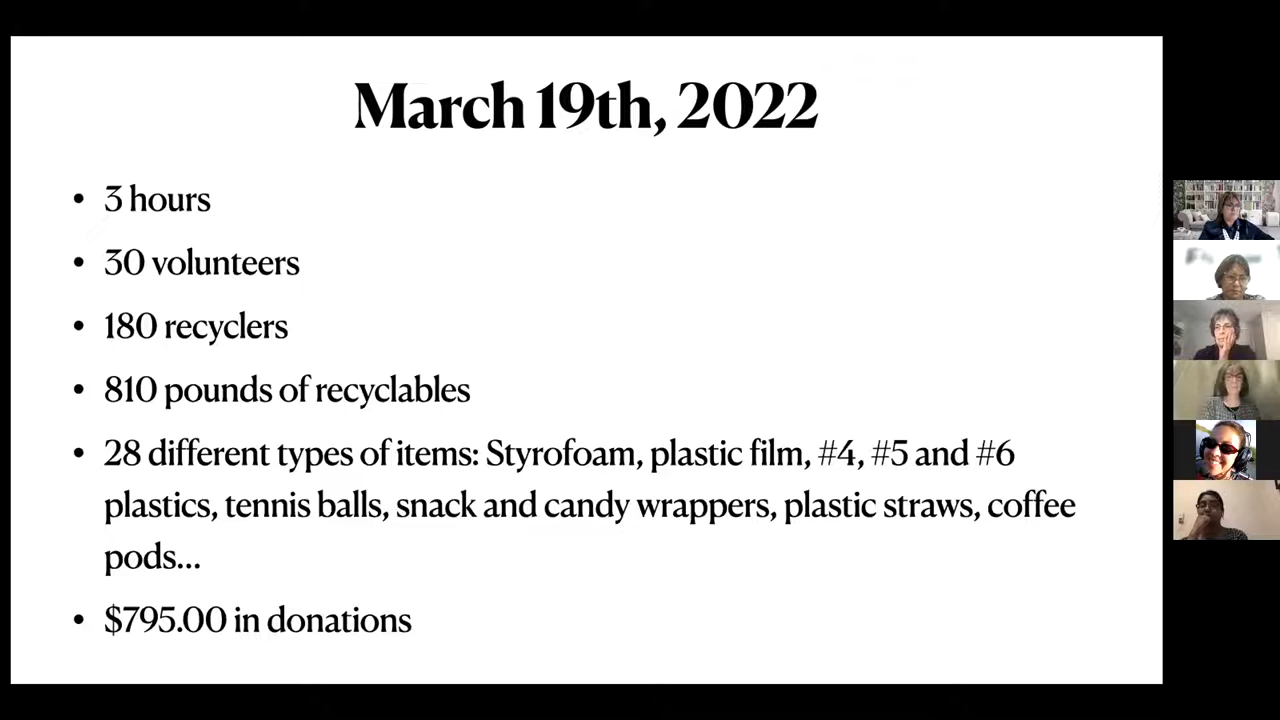 March 19th, 2022
• 3 hours
• 30 volunteers
• 180 recyclers
• 810 pounds of recyclables
• 28 different types of items: Styrofoam, plastic film, #4, #5 and #6
plastics, tennis balls, snack and candy wrappers, plastic straws, coffee
pods...
• $795.00 in donations